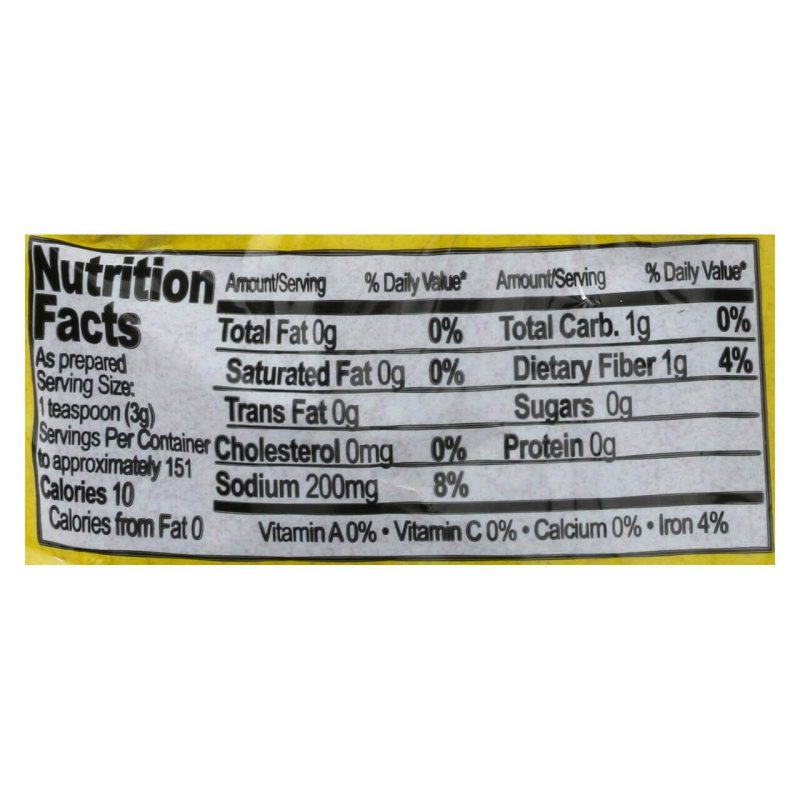 Nutrition
Facts
As prepared
Serving Size:
1 teaspoon (3g)
Servings Per Container
to approximately 151
Calories 10
Calories from Fat 0
Amount/Serving % Daily Value* Amount/Serving % Daily Value*
Total Fat 0g 0% Total Carb. 1g 0%
Saturated Fat 0g 0% Dietary Fiber 1g 4%
Trans Fat 0g Sugars 0g
Cholesterol 0mg 0% Protein 0g
Sodium 200mg 8%
Vitamin A 0% • Vitamin C 0% • Calcium 0% • Iron 4%